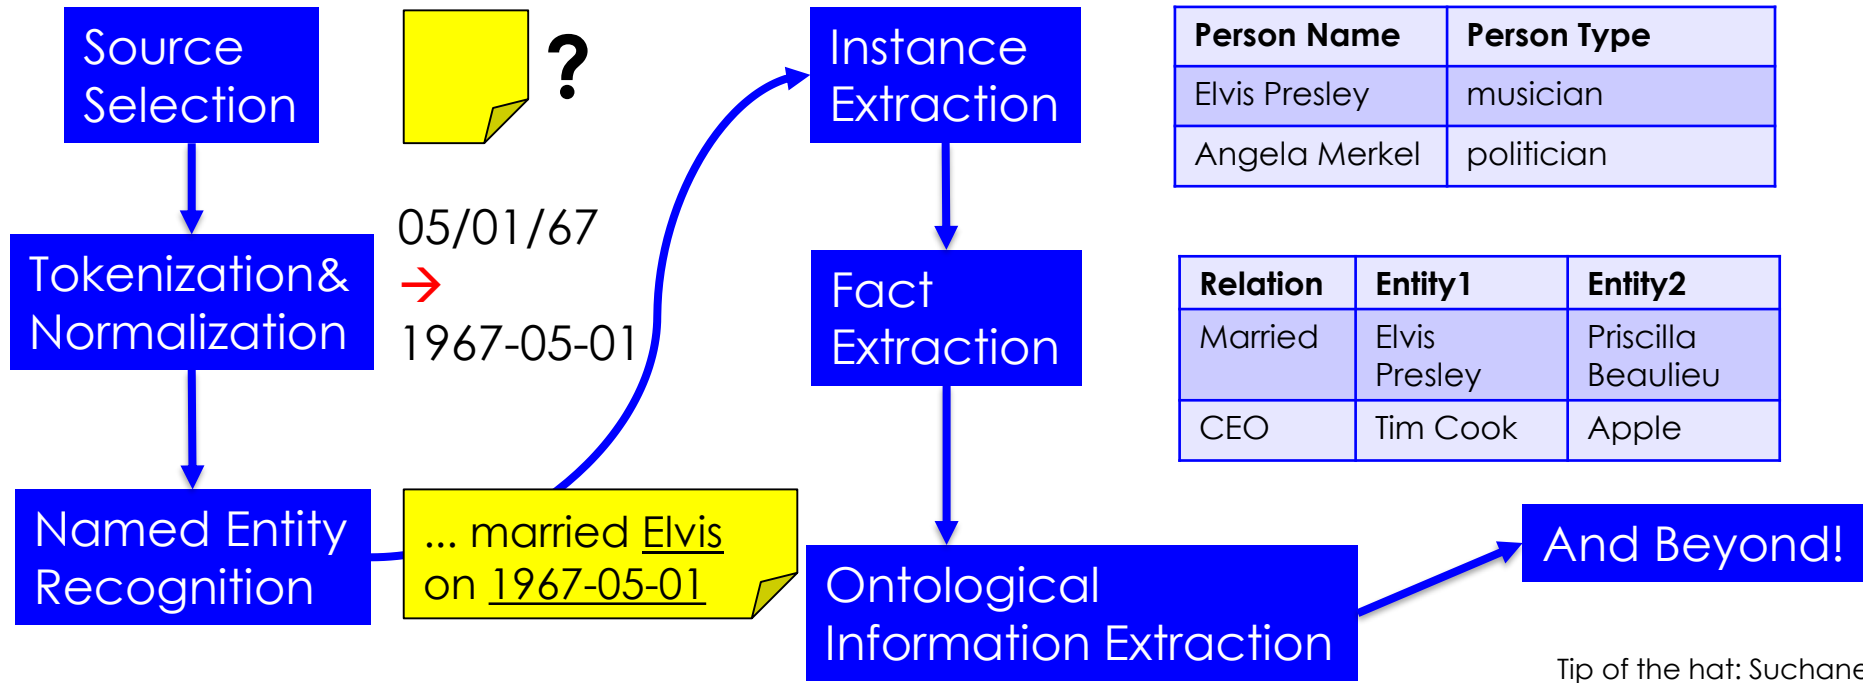 Source
Selection
?
Tokenization&
Normalization
05/01/67
→
1967-05-01
Named Entity
Recognition
... married Elvis
on 1967-05-01
Instance
Extraction
Person Name Person Type
Elvis Presley musician
Angela Merkel politician
Fact
Extraction
Relation Entity1 Entity2
Married Elvis Priscilla
Presley Beaulieu
CEO Tim Cook Apple
Ontological
Information Extraction
And Beyond!
Tip of the hat: Suchane